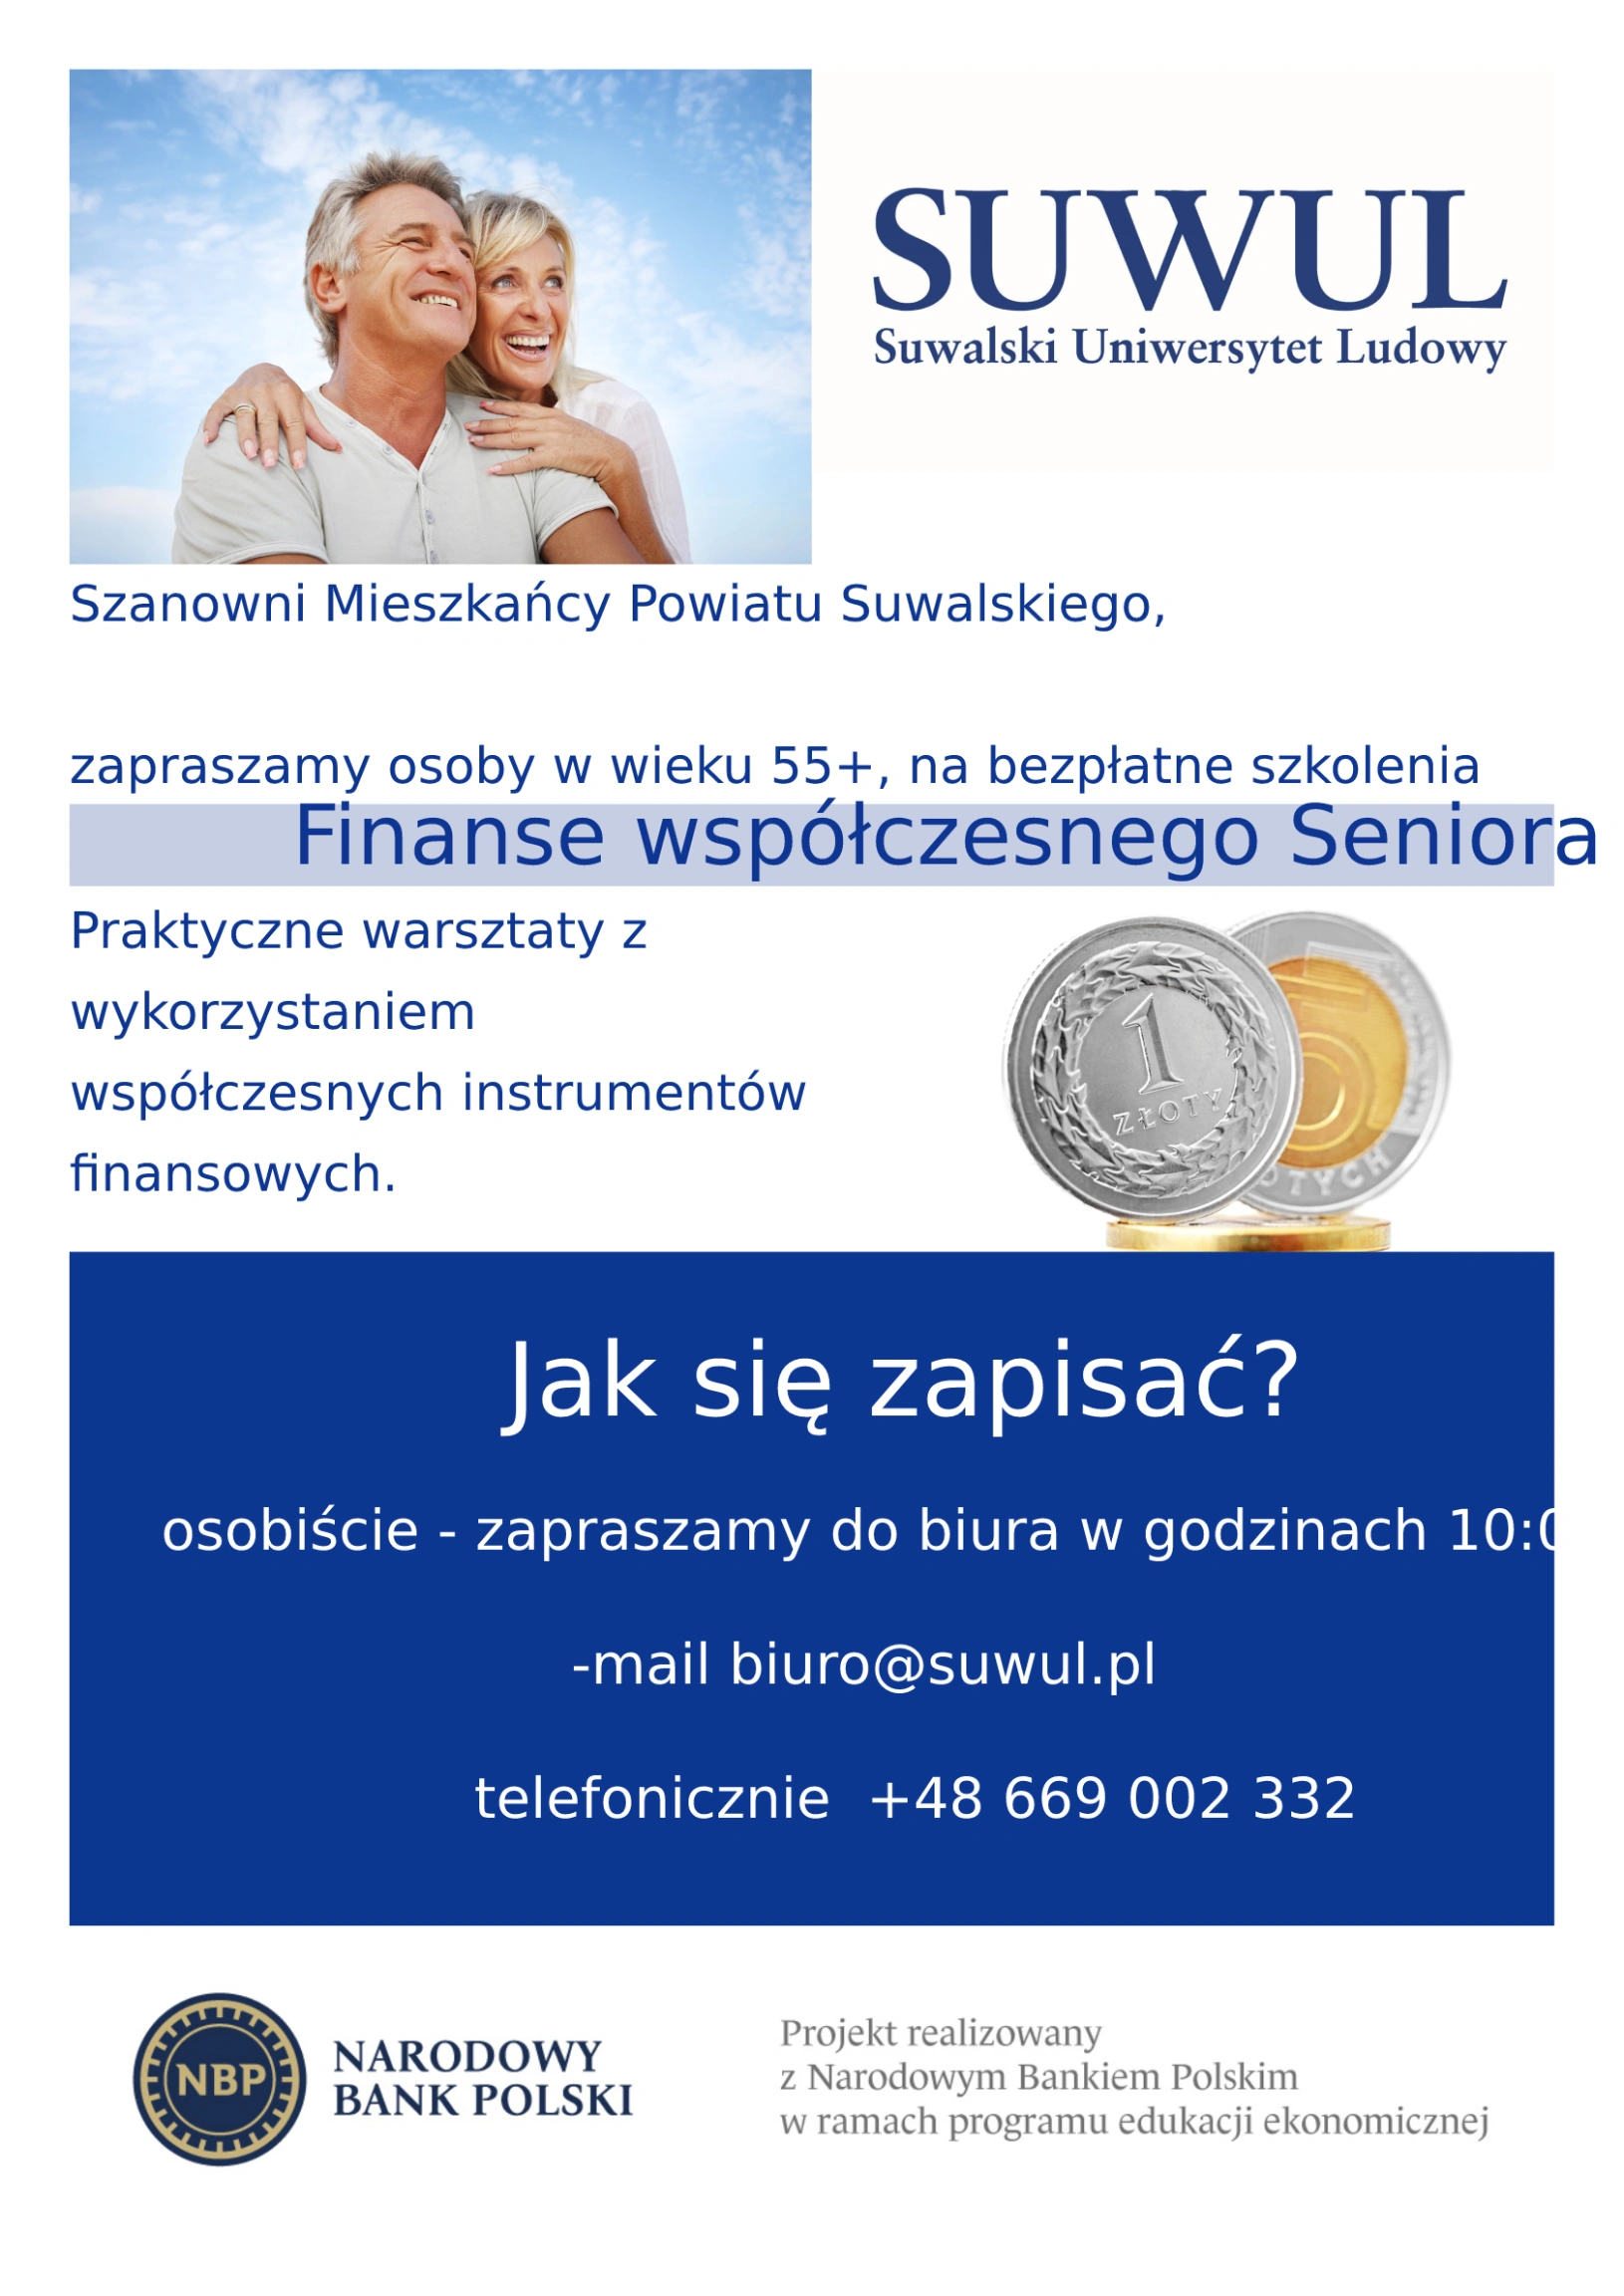 SUWUL
Suwalski Uniwersytet Ludowy
Szanowni Mieszkańcy Powiatu Suwalskiego,
zapraszamy osoby w wieku 55+, na bezpłatne szkolenia
Finanse współczesnego Seniora
Praktyczne warsztaty z
wykorzystaniem
współczesnych instrumentów
finansowych.
1
ZŁOTY
Jak się zapisać?
osobiście - zapraszamy do biura w godzinach
-mail biuro@suwul.pl
telefonicznie +48 669 002 332
NBP
NARODOWY
BANK POLSKI
Projekt realizowany
z Narodowym Bankiem Polskim
w ramach programu edukacji ekonomicznej